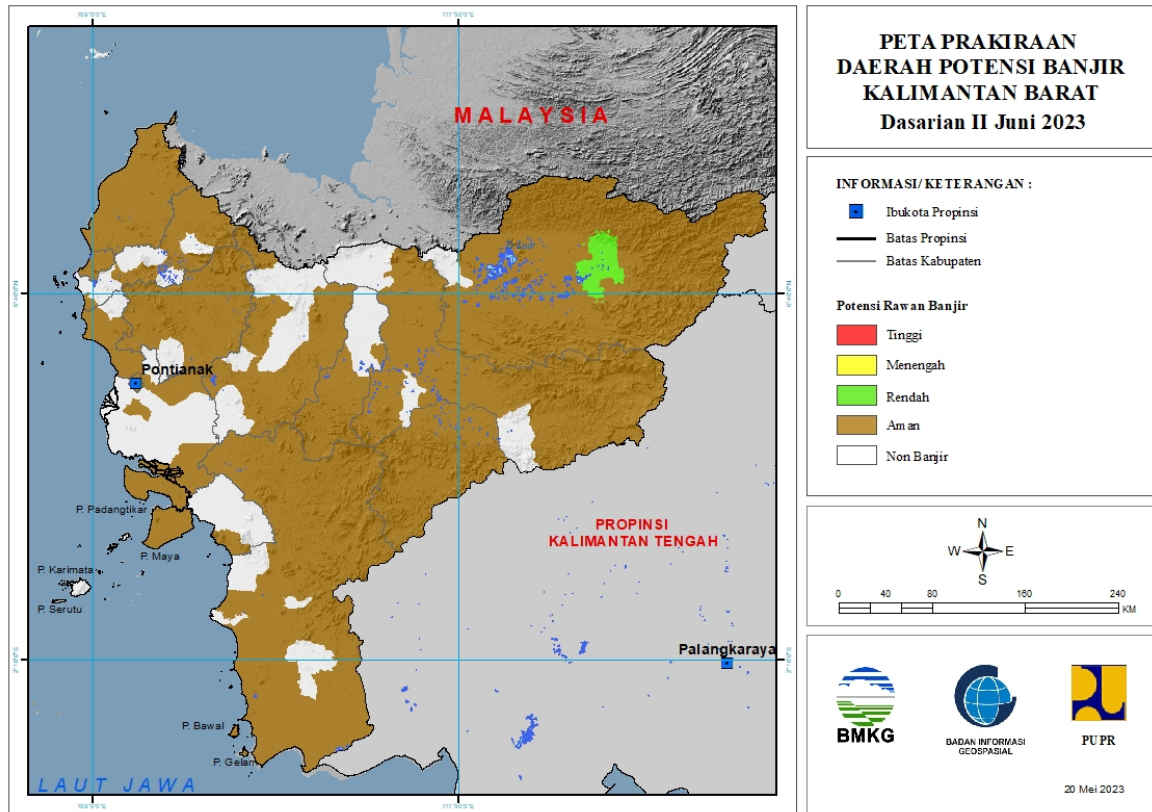 PETA PRAKIRAAN
DAERAH POTENSI BANJIR
KALIMANTAN BARAT
Dasarian II Juni 2023
INFORMASI/ KETERANGAN :
Ibukota Propinsi
Batas Propinsi
Batas Kabupaten
Potensi Rawan Banjir
Tinggi
Menengah
Rendah
Aman
Non Banjir
N
W E
S
0 40 80 160 240
KM
BMKG
BADAN INFORMASI
GEOSPASIAL
PUPR
20 Mei 2023
MALAYSIA
Pontianak
P. Padangtikar
P. Maya
P. Karimata
P. Serutu
PROPINSI
KALIMANTAN TENGAH
Palangkaraya
P. Bawal
P. Gelam
LAUT JAWA